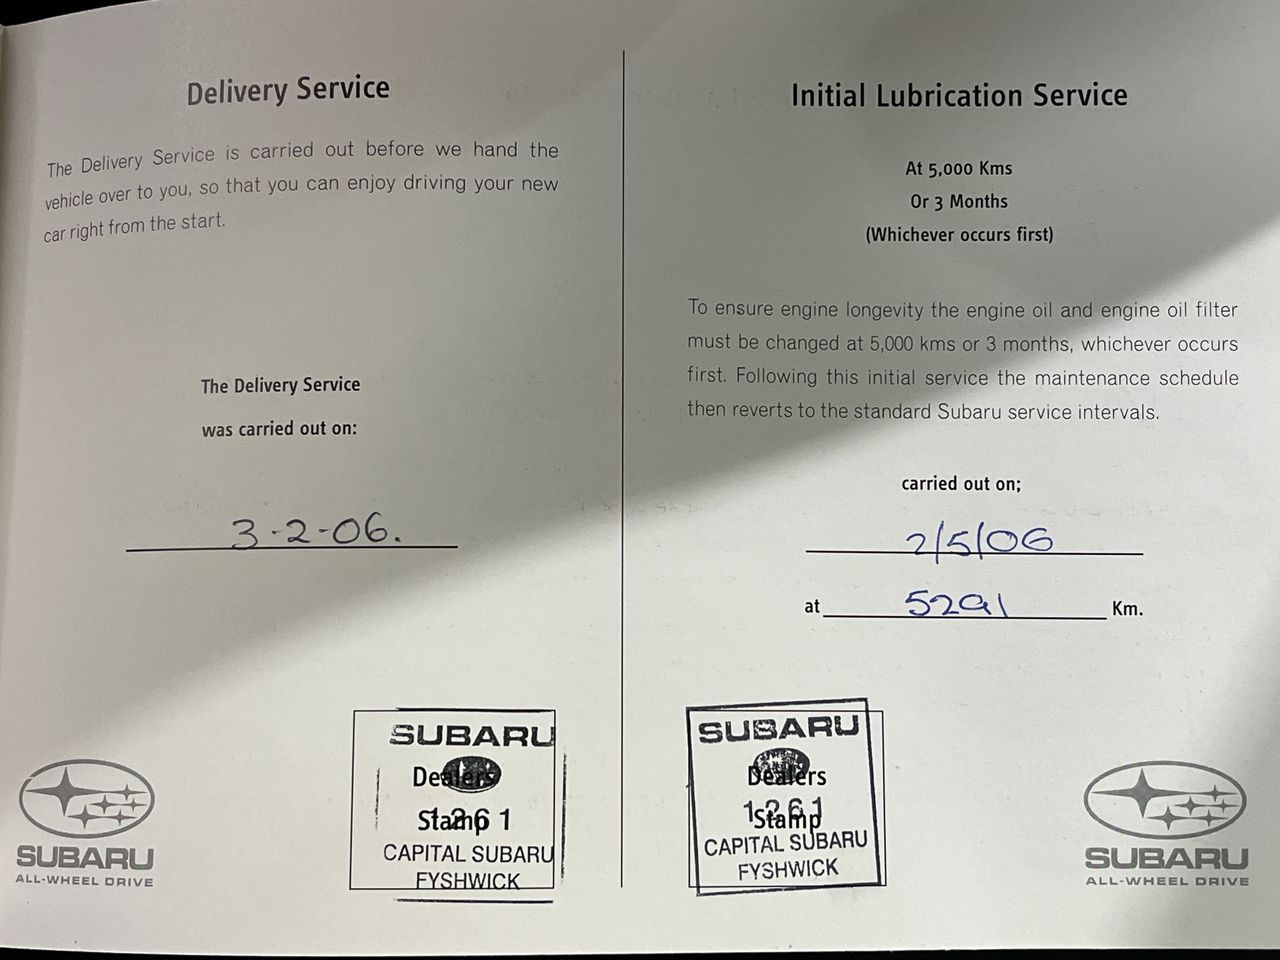 Delivery Service
The Delivery Service is carried out before we hand the
vehicle over to you, so that you can enjoy driving your new
car right from the start.
The Delivery Service
was carried out on:
3-2-06.
SUBARU
Dealers
Stamp
1261
CAPITAL SUBARU
FYSHWICK
SUBARU
ALL-WHEEL DRIVE
Initial Lubrication Service
At 5,000 Kms
Or 3 Months
(Whichever occurs first)
To ensure engine longevity the engine oil and engine oil filter
must be changed at 5,000 kms or 3 months, whichever occurs
first. Following this initial service the maintenance schedule
then reverts to the standard Subaru service intervals.
carried out on;
2/5/06
at 5291 Km.
SUBARU
Dealers
1261
Stamp
CAPITAL SUBARU
FYSHWICK
SUBARU
ALL-WHEEL DRIVE